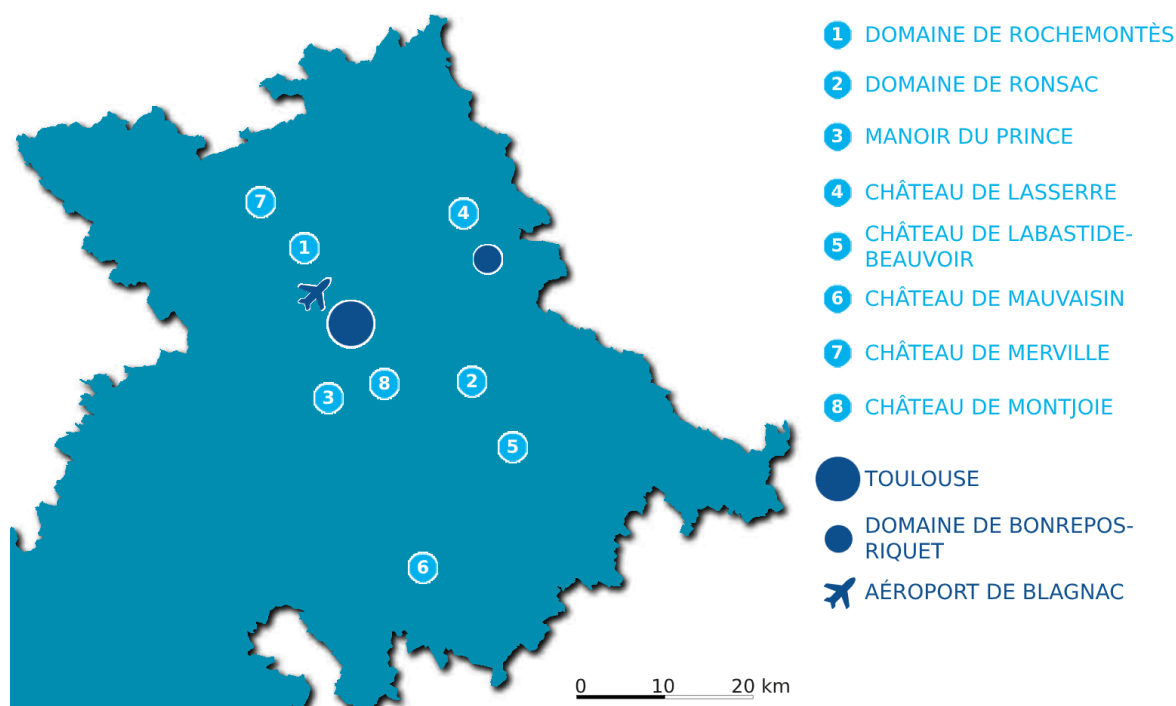 1 DOMAINE DE ROCHEMONTÈS
2 DOMAINE DE RONSAC
3 MANOIR DU PRINCE
4 CHÂTEAU DE LASSERRE
5 CHÂTEAU DE LABASTIDE-
BEAUVOIR
6 CHÂTEAU DE MAUVAISIN
7 CHÂTEAU DE MERVILLE
8 CHÂTEAU DE MONTJOIE
TOULOUSE
DOMAINE DE BONREPOS-
RIQUET
AÉROPORT DE BLAGNAC
7
4
1
3
8
2
5
6
0 10 20 km